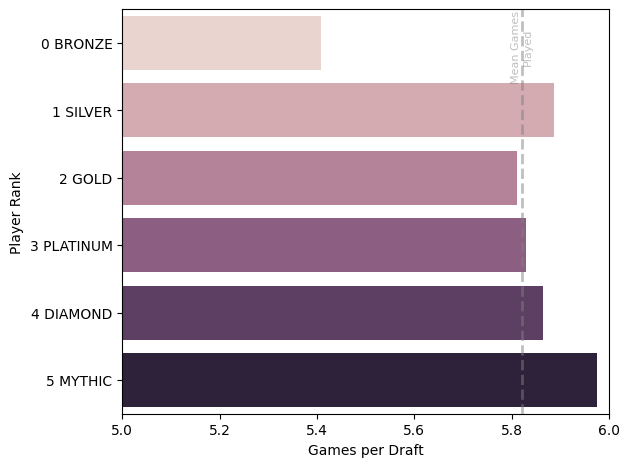 Mean Games
Played
0 BRONZE
1 SILVER
2 GOLD
3 PLATINUM
4 DIAMOND
5 MYTHIC
Player Rank
5.0
5.2
5.4
5.6
5.8
6.0
Games per Draft